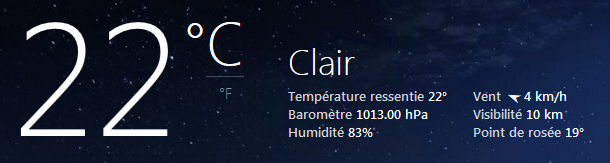 22 °C
°F
Clair
Température ressentie 22°
Baromètre 1013.00 hPa
Humidité 83%
Vent 4 km/h
Visibilité 10 km
Point de rosée 19°